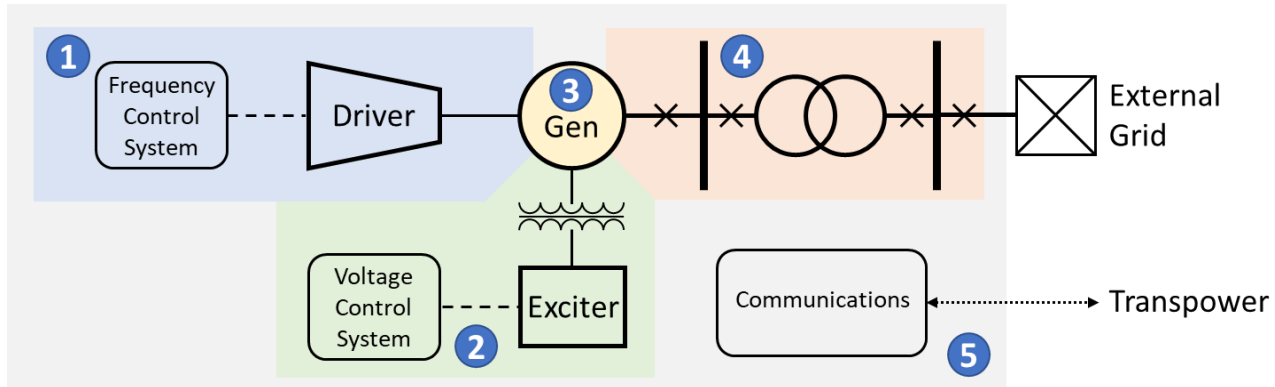 1
Frequency
Control
System
Driver
3
Gen
4
External
Grid
Voltage
Control
System
Exciter
2
Communications
Transpower
5